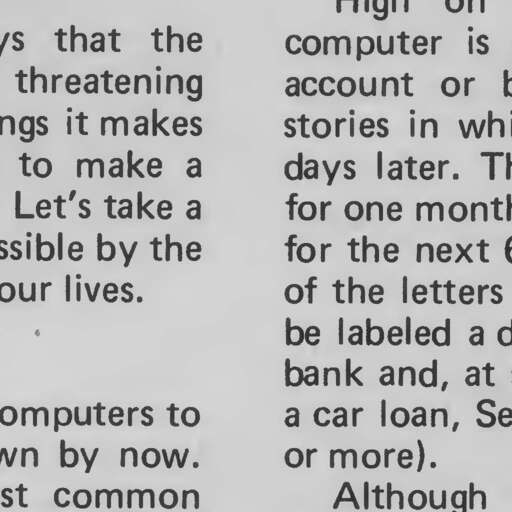 ys that the
threatening
ngs it makes
to make a
Let's take a
ssible by the
our lives.
omputers to
wn by now.
st common
High on
computer is
account or b
stories in whi
days later. Th
for one month
for the next 6
of the letters
be labeled a d
bank and, at
a car loan, Se
or more).
Although